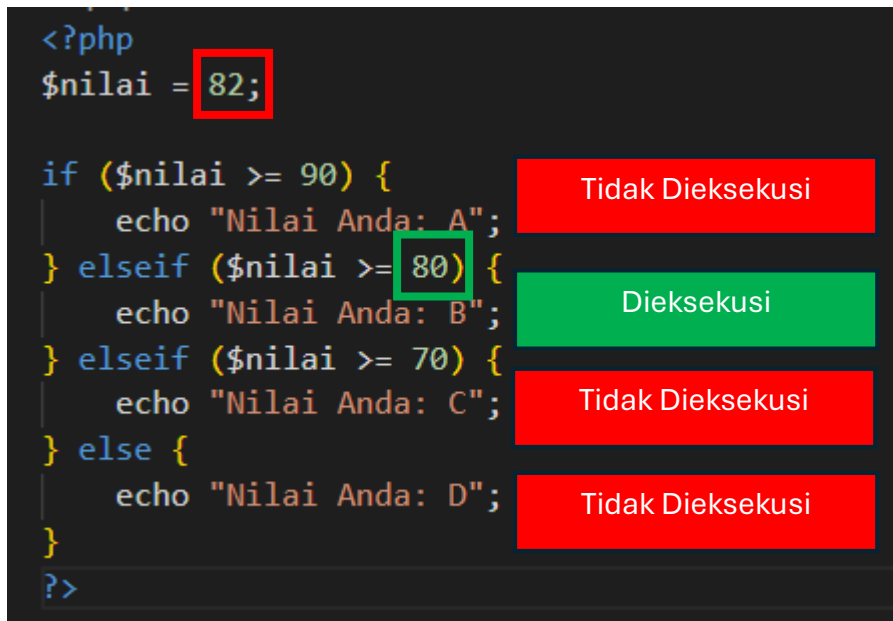 <?php
$nilai = 82;
if ($nilai >= 90) {
Tidak Dieksekusi
echo "Nilai Anda: A";
} elseif ($nilai >= 80) {
echo "Nilai Anda: B";
Dieksekusi
} elseif ($nilai >= 70) {
echo "Nilai Anda: C";
Tidak Dieksekusi
} else {
echo "Nilai Anda: D";
Tidak Dieksekusi
}
?>